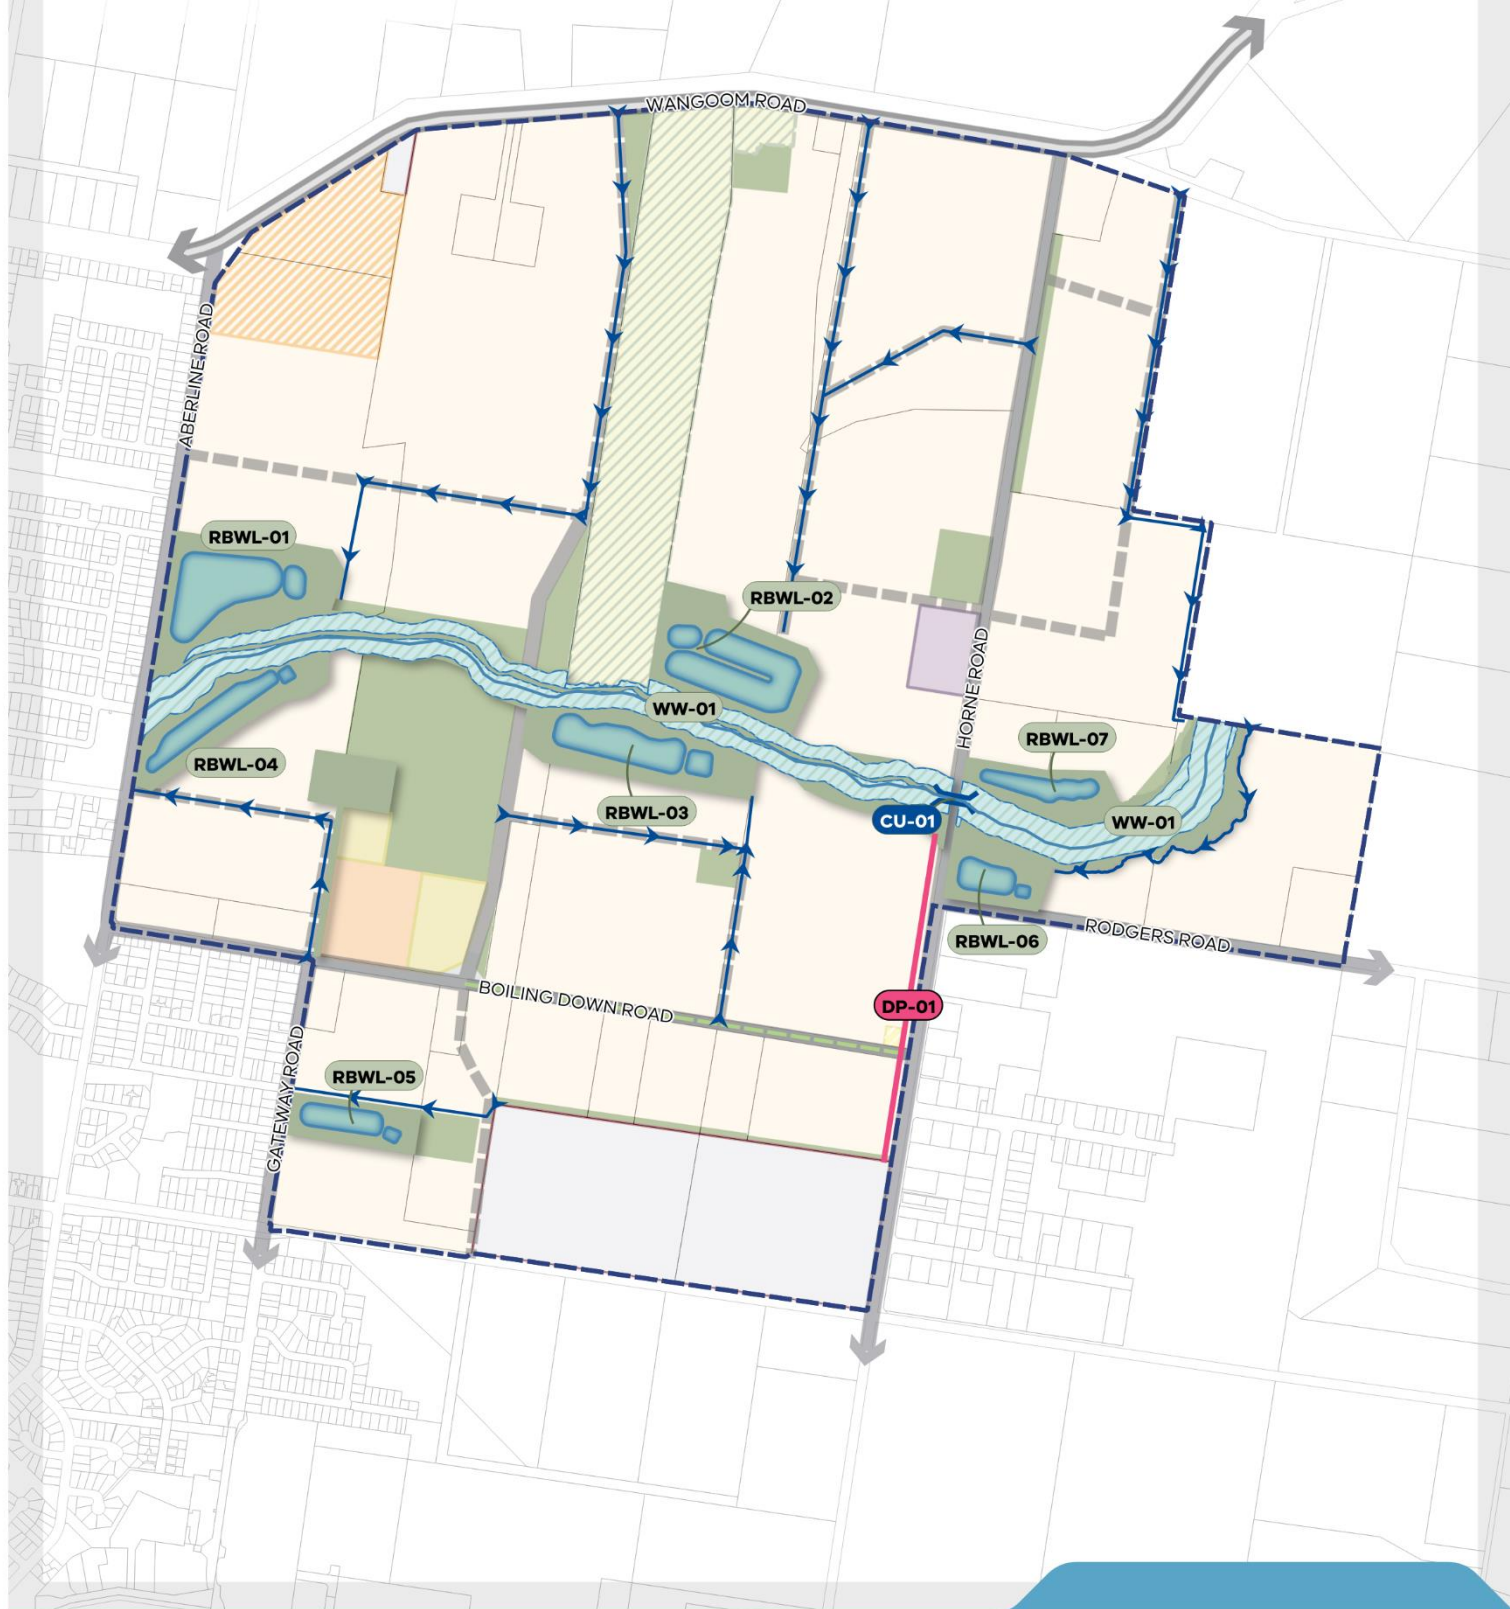 WANGOOM ROAD
ABERLINE ROAD
RBWL-01
RBWL-02
HORNE ROAD
WW-01
RBWL-07
RBWL-04
RBWL-03
CU-01
WW-01
RODGERS ROAD
RBWL-06
BOILING DOWN ROAD
DP-01
GATEWAY ROAD
RBWL-05